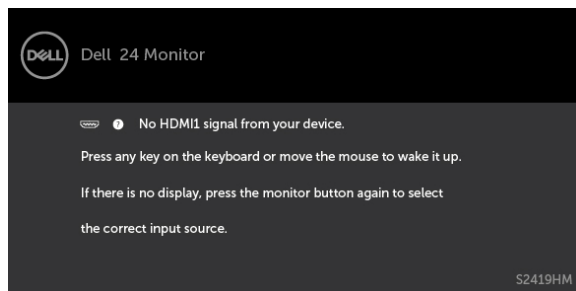 DELL
Dell 24 Monitor
? No HDMI1 signal from your device.
Press any key on the keyboard or move the mouse to wake it up.
If there is no display, press the monitor button again to select
the correct input source.
S2419HM